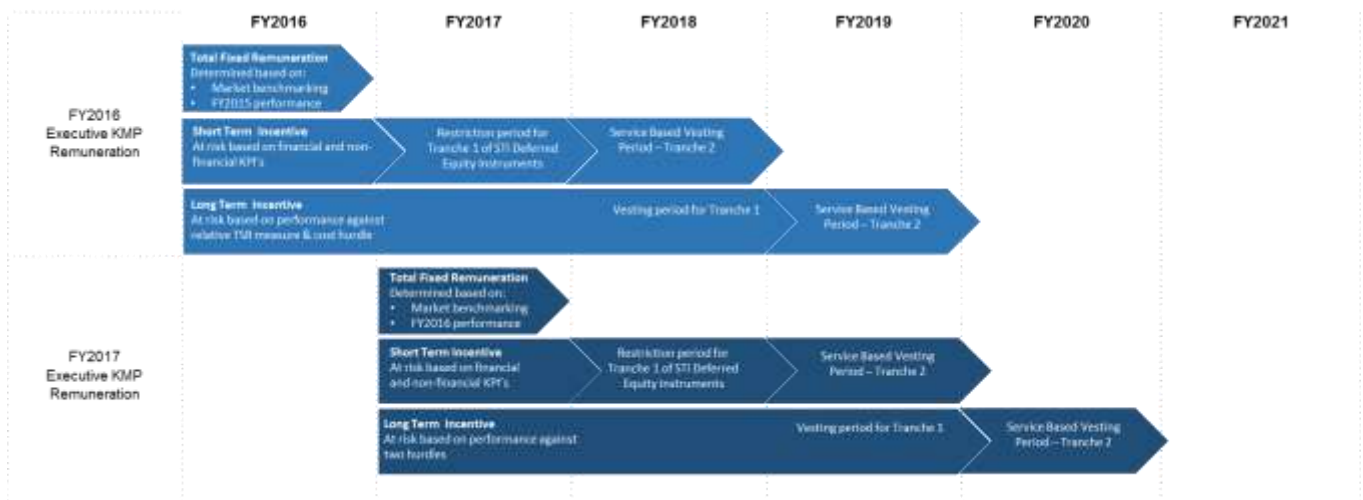 FY2016 FY2017 FY2018 FY2019 FY2020 FY2021
FY2016
Executive KMP
Remuneration
Total Fixed Remuneration
Determined based on:
• Market benchmarking
• FY2015 performance
Short Term Incentive
At risk based on financial and non-
financial KPI's
Restriction period for
Tranche 1 of STI Deferred
Equity Instruments
Service Based Vesting
Period – Tranche 2
Long Term Incentive
At risk based on performance against
relative TSR measure & cost hurdle
Vesting period for Tranche 1
Service Based Vesting
Period – Tranche 2
FY2017
Executive KMP
Remuneration
Total Fixed Remuneration
Determined based on:
• Market benchmarking
• FY2016 performance
Short Term Incentive
At risk based on financial
and non-financial KPI's
Restriction period for
Tranche 1 of STI Deferred
Equity Instruments
Service Based Vesting
Period – Tranche 2
Long Term Incentive
At risk based on performance against
two hurdles
Vesting period for Tranche 1
Service Based Vesting
Period – Tranche 2